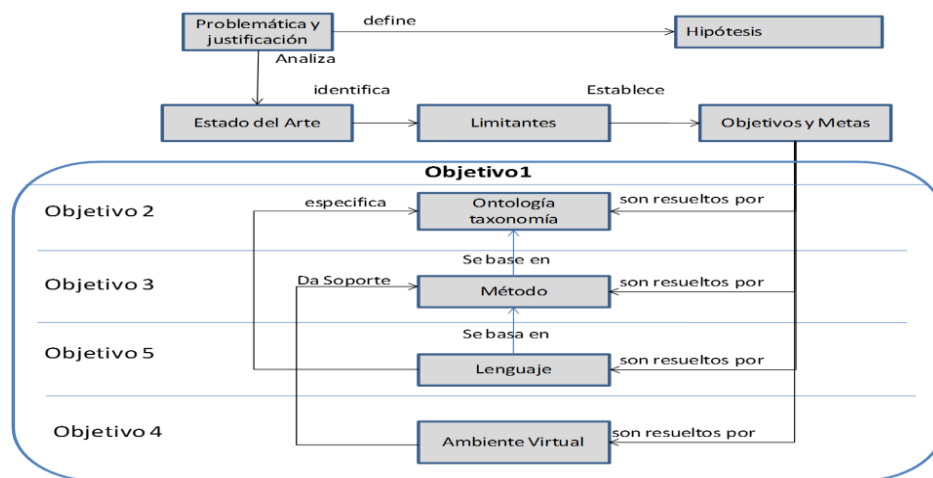 Problemática y
justificación
define
Hipótesis
Analiza
identifica
Establece
Estado del Arte
Limitantes
Objetivos y Metas
Objetivo1
Objetivo 2
especifica
Ontología
taxonomía
son resueltos por
Se base en
Objetivo 3
Da Soporte
Método
son resueltos por
Se basa en
Objetivo 5
Lenguaje
son resueltos por
Objetivo 4
Ambiente Virtual
son resueltos por